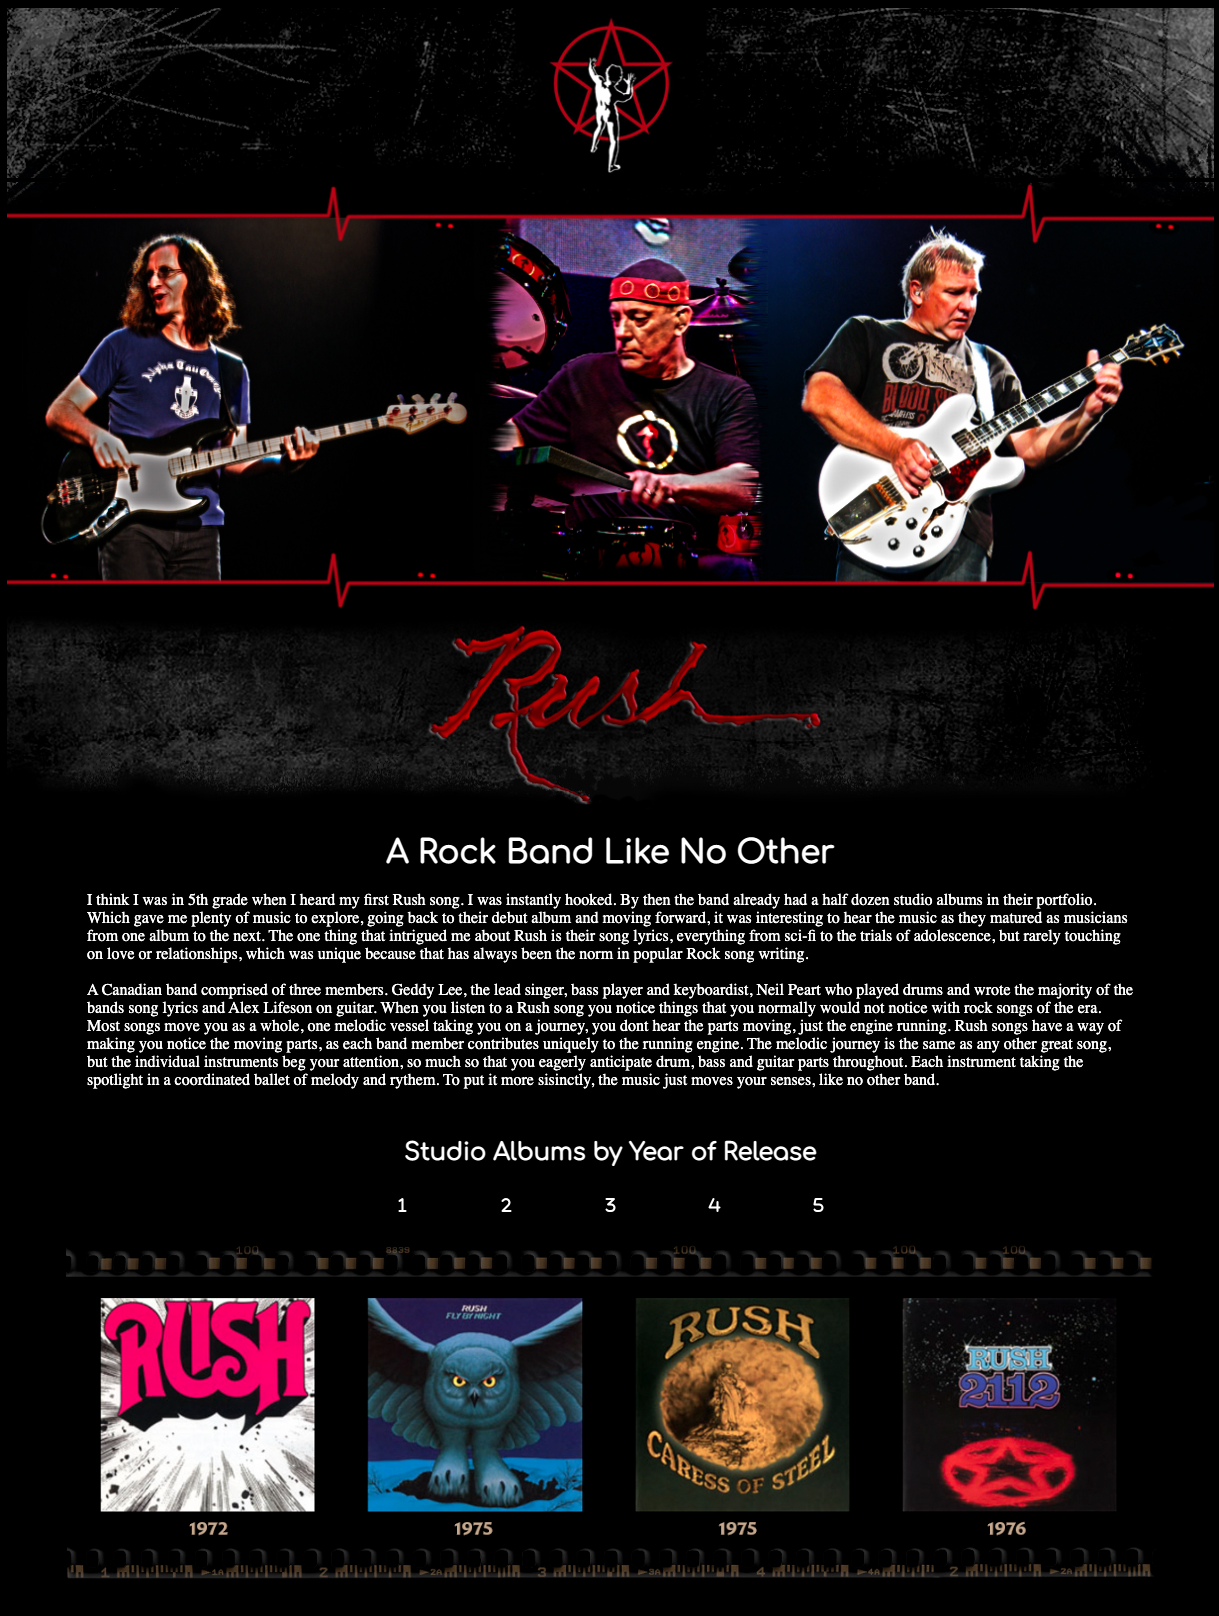 Rush
A Rock Band Like No Other
I think I was in 5th grade when I heard my first Rush song. I was instantly hooked. By then the band already had a half dozen studio albums in their portfolio.
Which gave me plenty of music to explore, going back to their debut album and moving forward, it was interesting to hear the music as they matured as musicians
from one album to the next. The one thing that intrigued me about Rush is their song lyrics, everything from sci-fi to the trials of adolescence, but rarely touching
on love or relationships, which was unique because that has always been the norm in popular Rock song writing.
A Canadian band comprised of three members. Geddy Lee, the lead singer, bass player and keyboardist, Neil Peart who played drums and wrote the majority of the
bands song lyrics and Alex Lifeson on guitar. When you listen to a Rush song you notice things that you normally would not notice with rock songs of the era.
Most songs move you as a whole, one melodic vessel taking you on a journey, you dont hear the parts moving, just the engine running. Rush songs have a way of
making you notice the moving parts, as each band member contributes uniquely to the running engine. The melodic journey is the same as any other great song,
but the individual instruments beg your attention, so much so that you eagerly anticipate drum, bass and guitar parts throughout. Each instrument taking the
spotlight in a coordinated ballet of melody and rythem. To put it more sisinctly, the music just moves your senses, like no other band.
Studio Albums by Year of Release
1 2 3 4 5
100 100 100 100
RUSH
RUSH
FLY BY NIGHT
RUSH
CARESS OF STEEL
RUSH
2112
1972 1975 1975 1976
1 1A 2 2A 3 3A 4 4A 2 2A